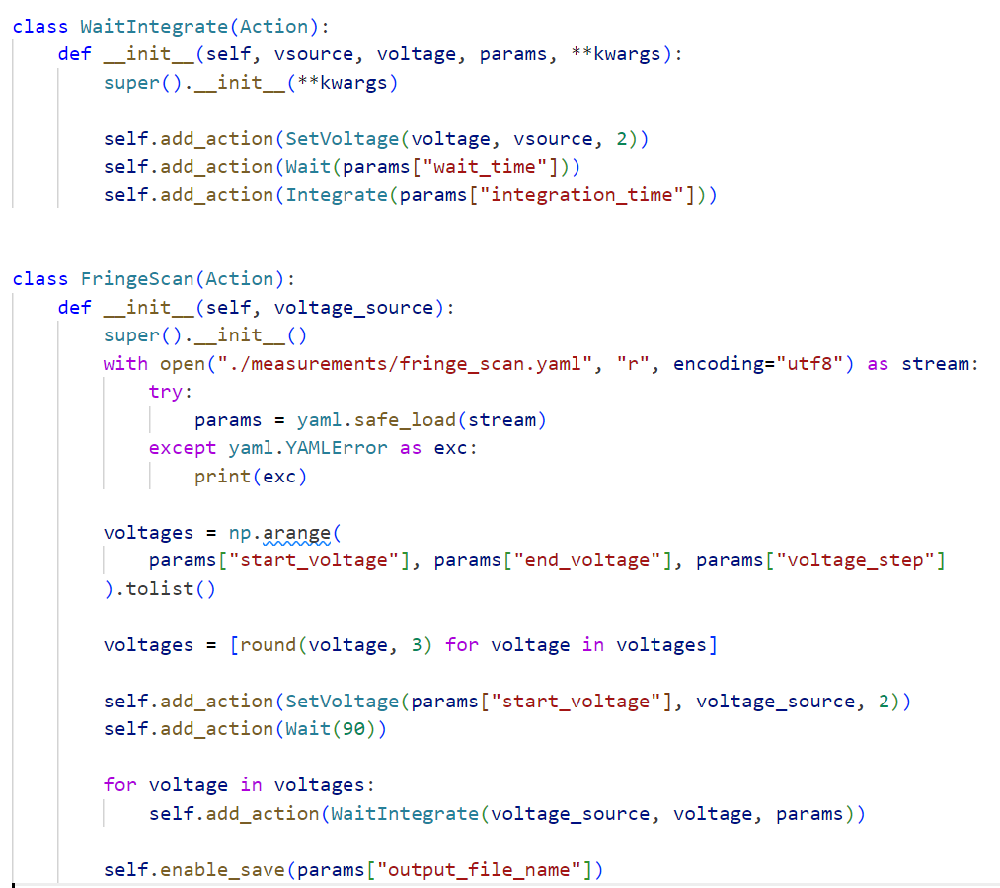 class WaitIntegrate(Action):
    def __init__(self, vsource, voltage, params, **kwargs):
        super().__init__(**kwargs)

        self.add_action(SetVoltage(voltage, vsource, 2))
        self.add_action(Wait(params["wait_time"]))
        self.add_action(Integrate(params["integration_time"]))


class FringeScan(Action):
    def __init__(self, voltage_source):
        super().__init__()
        with open("./measurements/fringe_scan.yaml", "r", encoding="utf8") as stream:
            try:
                params = yaml.safe_load(stream)
            except yaml.YAMLError as exc:
                print(exc)

        voltages = np.arange(
            params["start_voltage"], params["end_voltage"], params["voltage_step"]
        ).tolist()

        voltages = [round(voltage, 3) for voltage in voltages]

        self.add_action(SetVoltage(params["start_voltage"], voltage_source, 2))
        self.add_action(Wait(90))

        for voltage in voltages:
            self.add_action(WaitIntegrate(voltage_source, voltage, params))

        self.enable_save(params["output_file_name"])